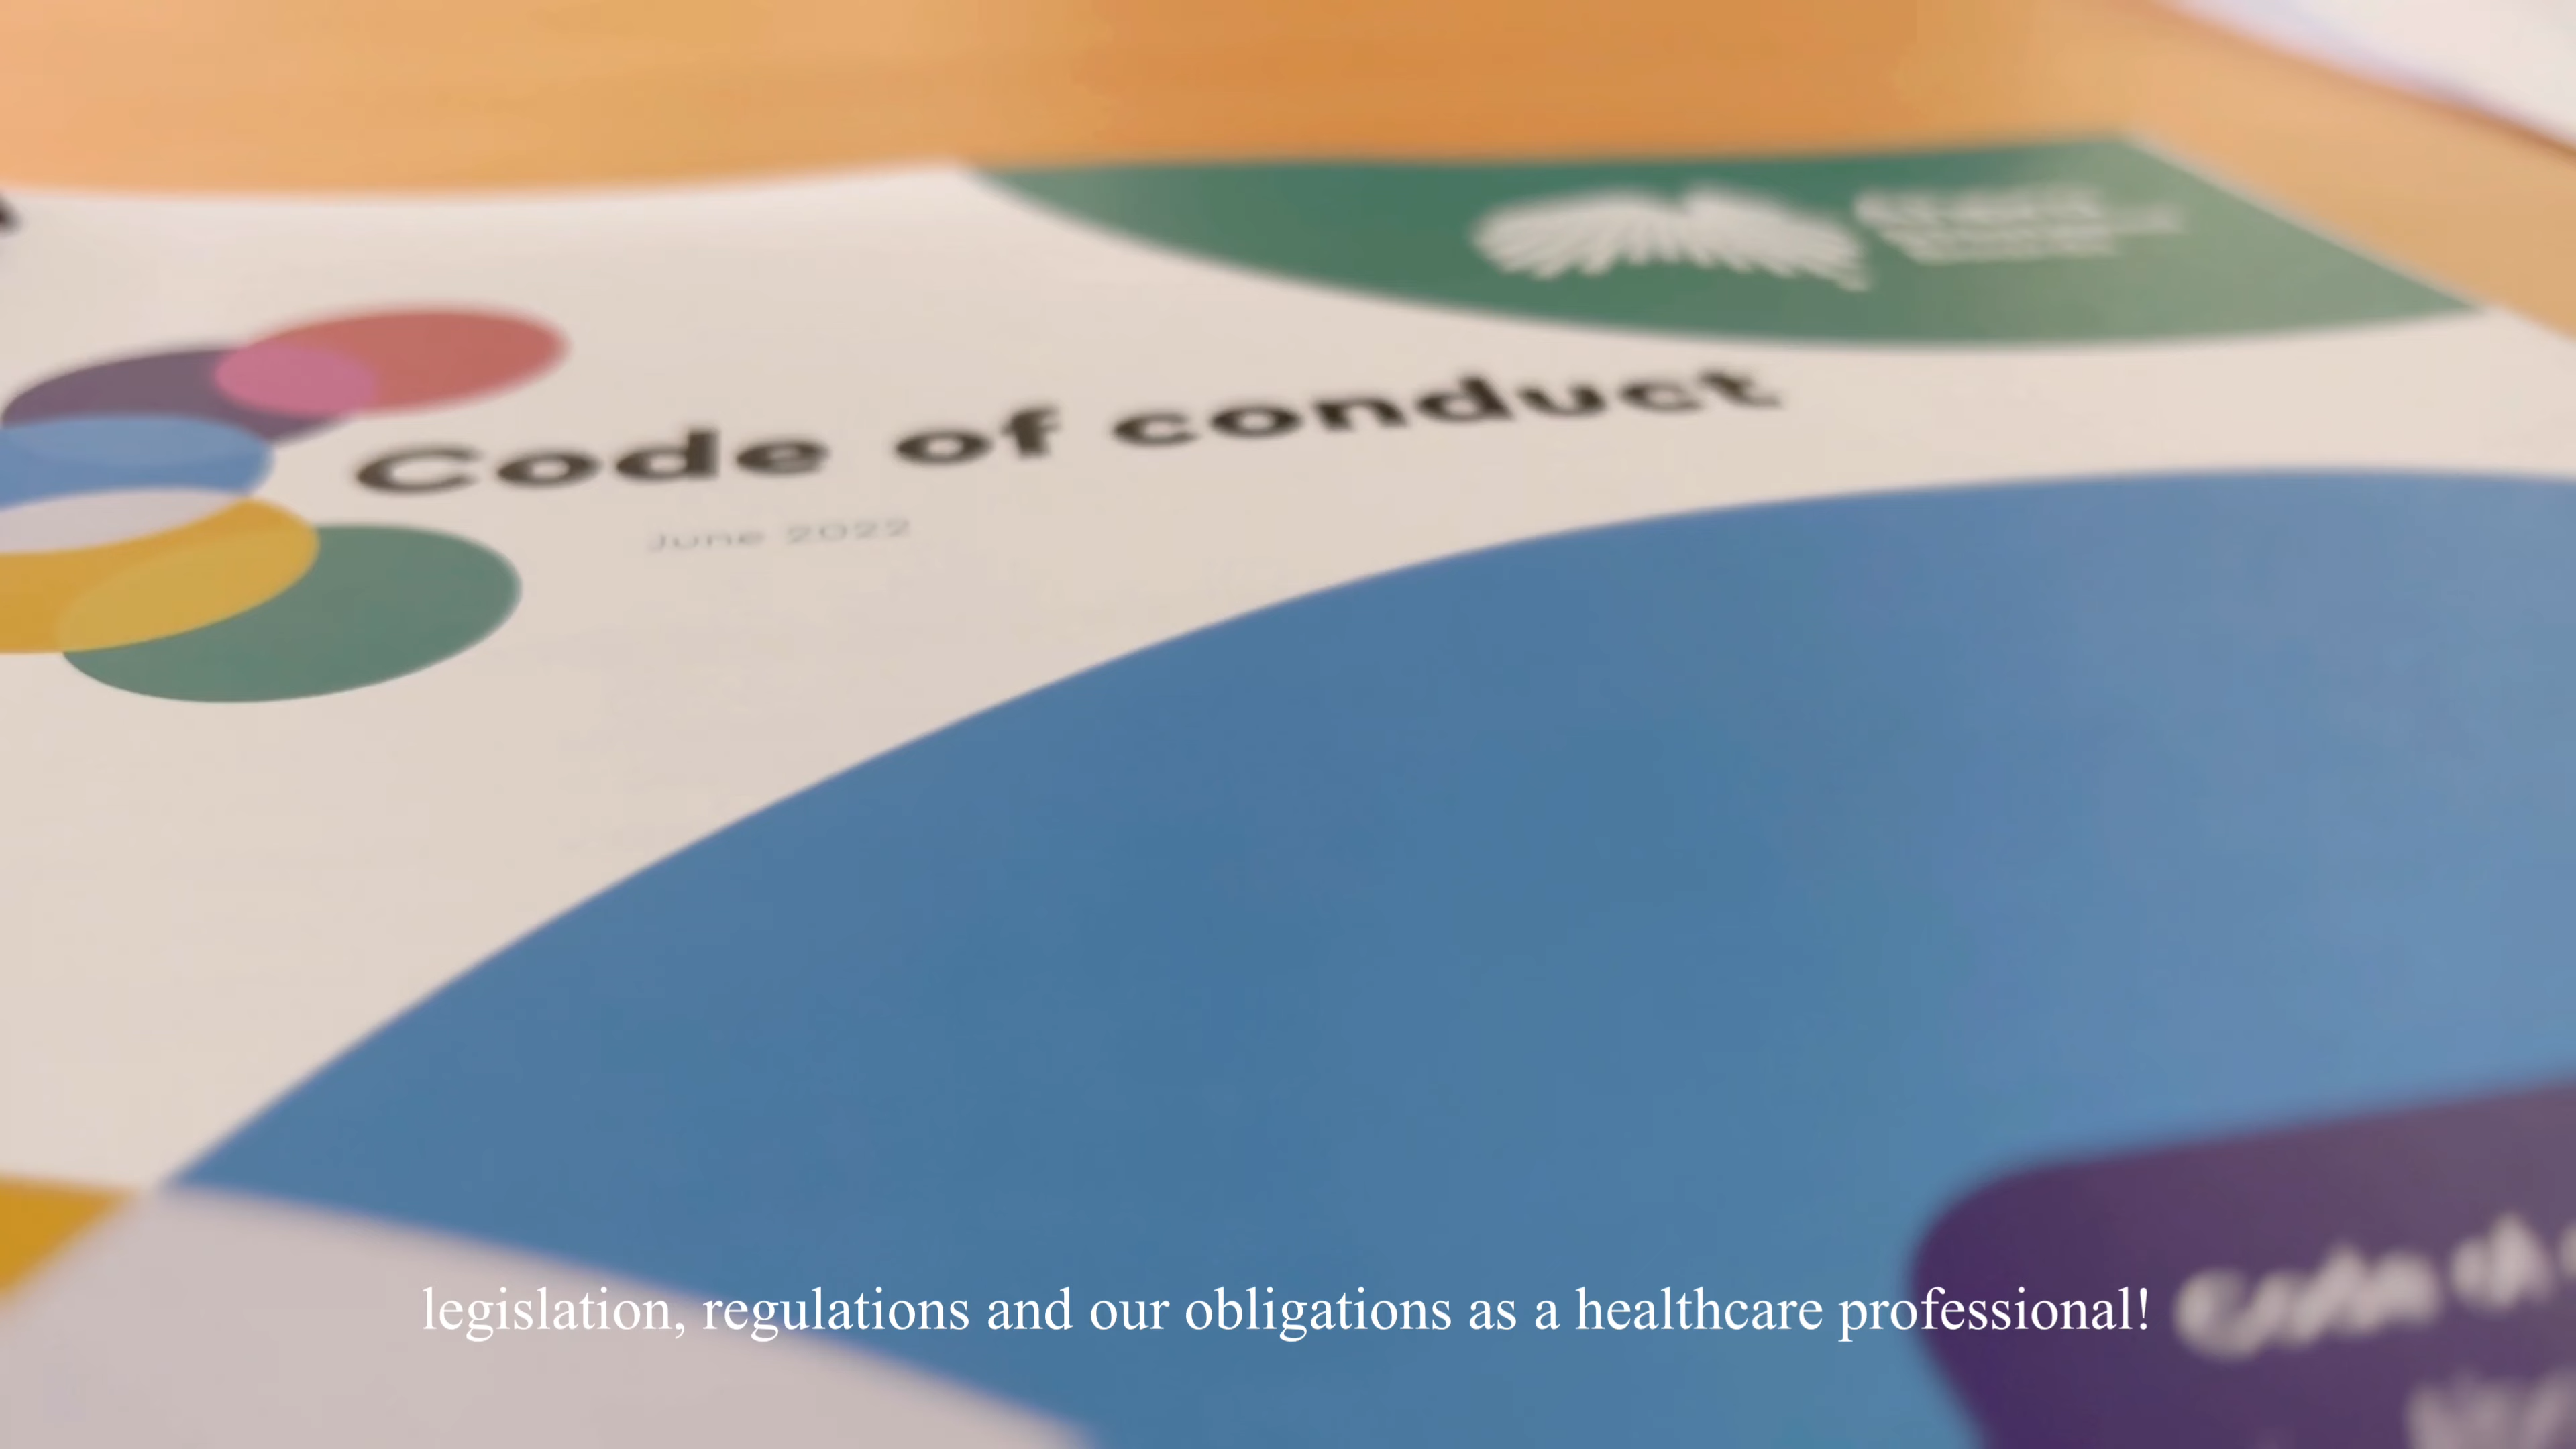 Code of conduct
June 2022
legislation, regulations and our obligations as a healthcare professional!